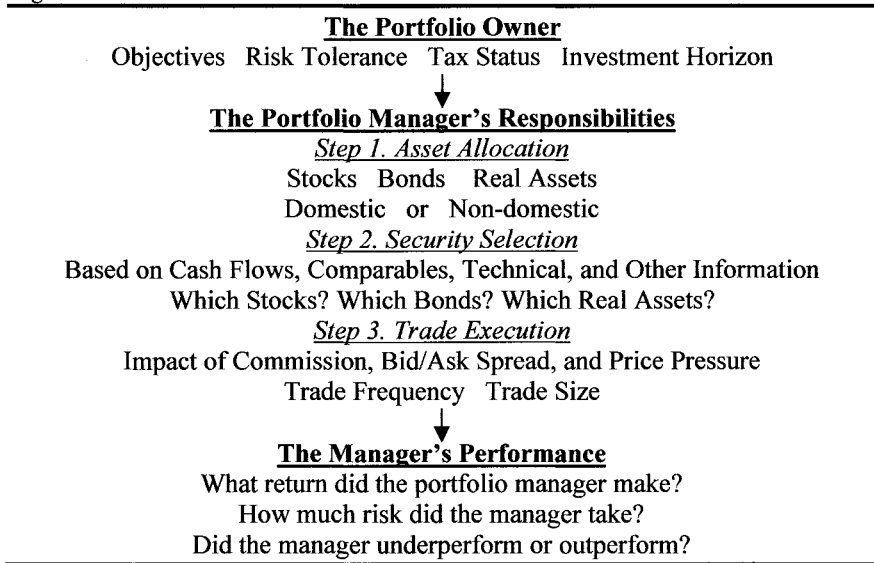 The Portfolio Owner
Objectives Risk Tolerance Tax Status Investment Horizon
The Portfolio Manager's Responsibilities
Step 1. Asset Allocation
Stocks Bonds Real Assets
Domestic or Non-domestic
Step 2. Security Selection
Based on Cash Flows, Comparables, Technical, and Other Information
Which Stocks? Which Bonds? Which Real Assets?
Step 3. Trade Execution
Impact of Commission, Bid/Ask Spread, and Price Pressure
Trade Frequency Trade Size
The Manager's Performance
What return did the portfolio manager make?
How much risk did the manager take?
Did the manager underperform or outperform?